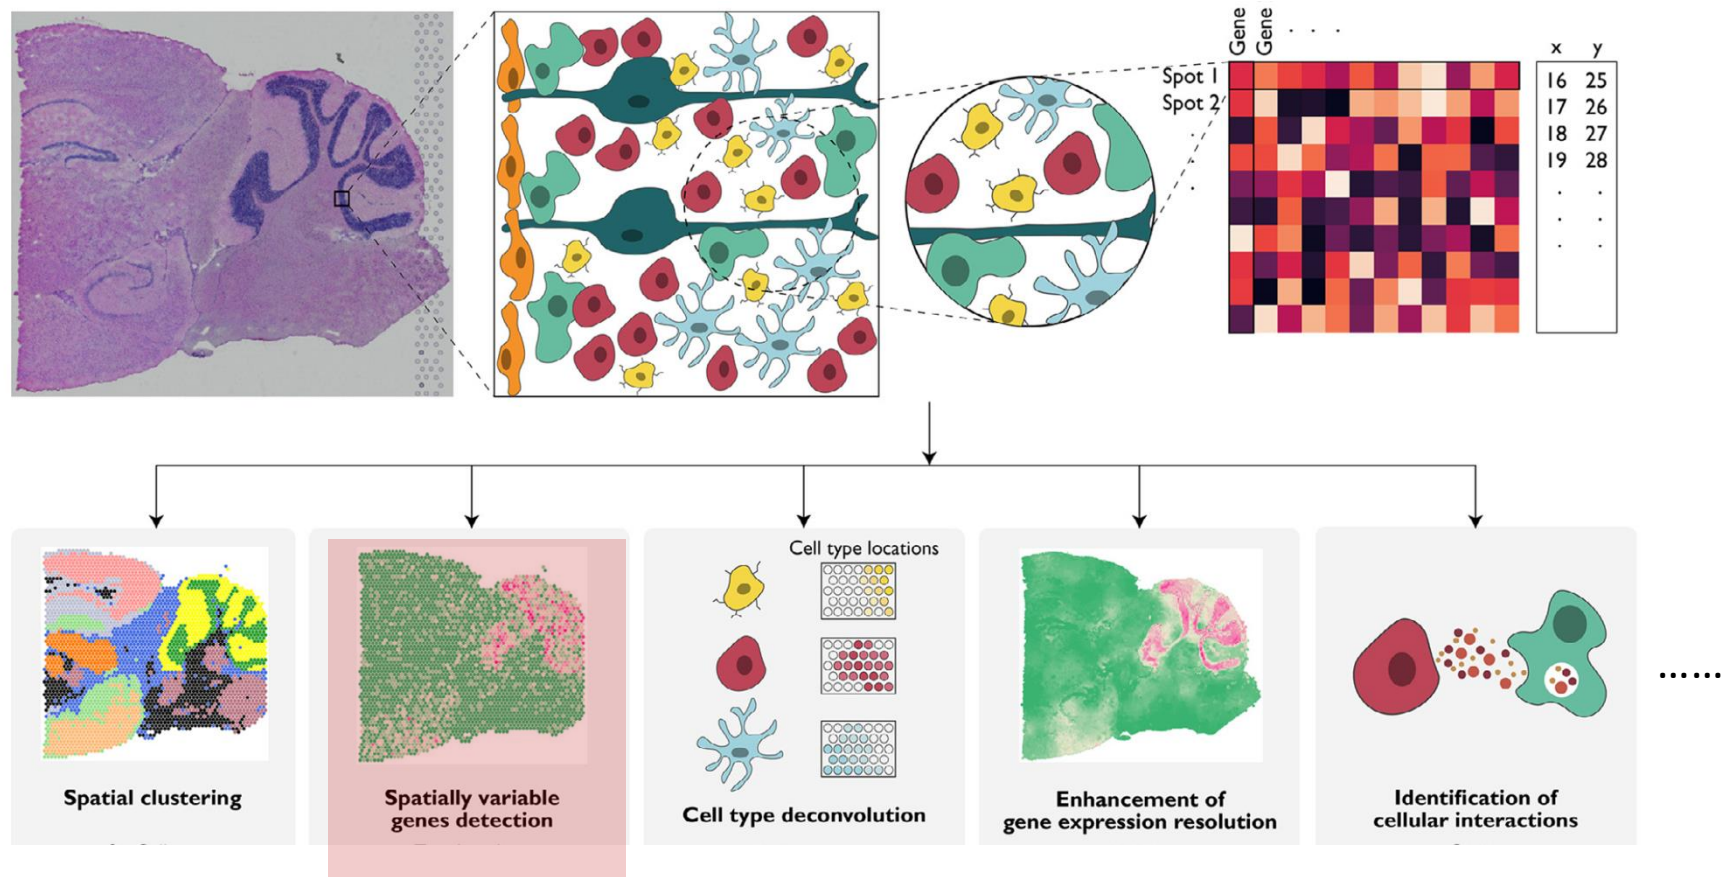 Gene
Gene
. . .
x y
Spot 1
16 25
Spot 2
17 26
18 27
19 28
Cell type locations
Spatial clustering
Spatially variable
genes detection
Cell type deconvolution
Enhancement of
gene expression resolution
Identification of
cellular interactions
......